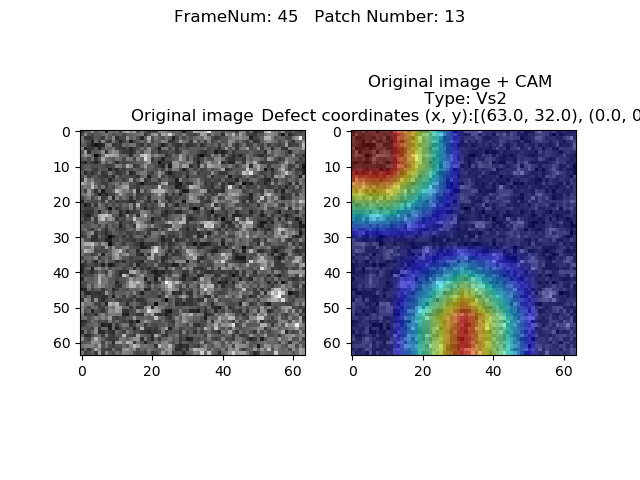 FrameNum: 45   Patch Number: 13
Original image + CAM
Type: Vs2
Original image Defect coordinates (x, y):[(63.0, 32.0), (0.0, 0
0
10
20
30
40
50
60
0 20 40 60
0
10
20
30
40
50
60
0 20 40 60